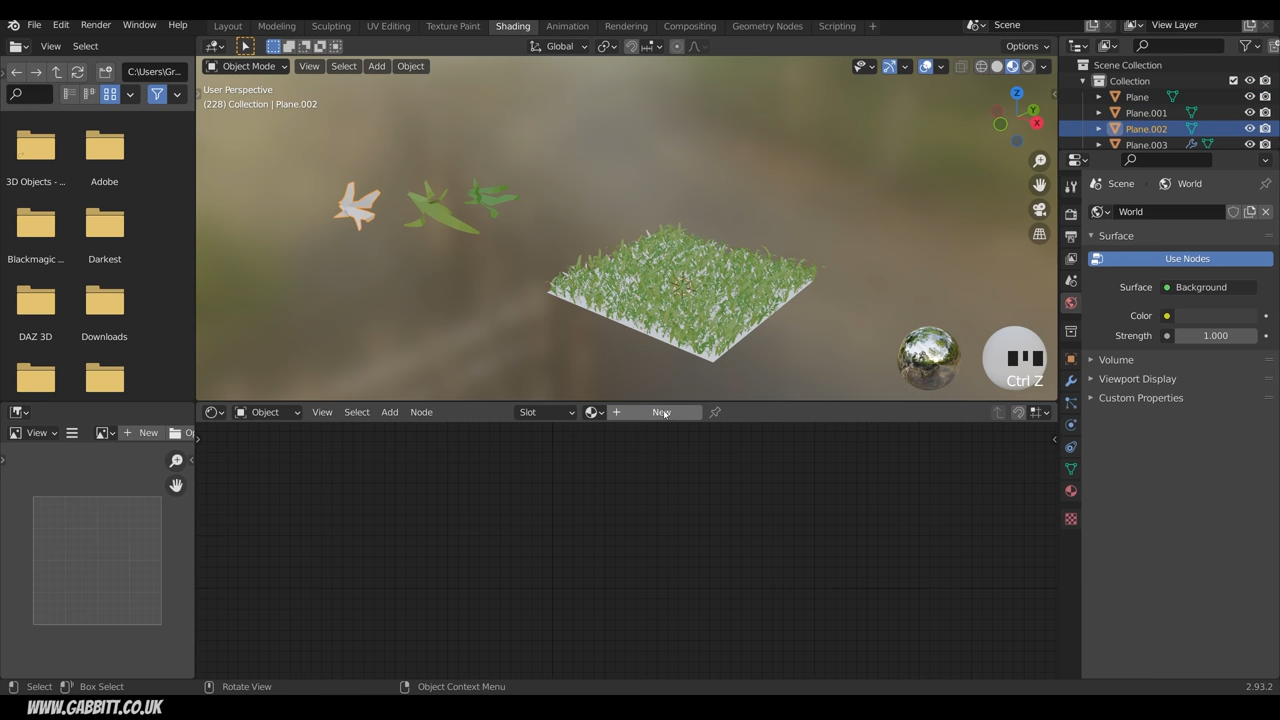 File Edit Render Window Help Layout Modeling Sculpting UV Editing Texture Paint Shading Animation Rendering Compositing Geometry Nodes Scripting + Scene View Layer
View Select Global Options
C:\Users\Gr... Object Mode View Select Add Object Scene Collection
Collection
User Perspective
(228) Collection | Plane.002
Plane
Plane.001
Plane.002
Plane.003
Z
Y
X
3D Objects - ... Adobe
Scene World
World
Surface
Blackmagic ... Darkest
Use Nodes
Surface Background
Color
Strength 1.000
DAZ 3D Downloads
Volume
Viewport Display
Custom Properties
Ctrl Z
Object View Select Add Node Slot New
View New Op
Select Box Select Rotate View Object Context Menu 2.93.2
WWW.GABBITT.CO.UK